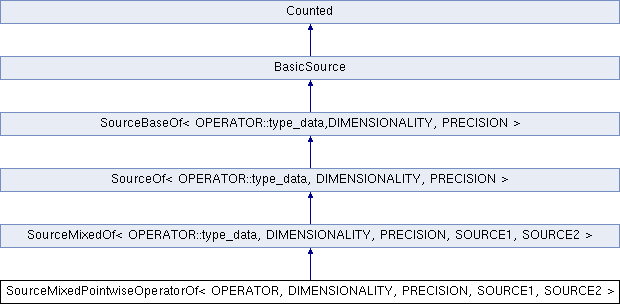 Counted
BasicSource
SourceBaseOf< OPERATOR::type_data,DIMENSIONALITY, PRECISION >
SourceOf< OPERATOR::type_data, DIMENSIONALITY, PRECISION >
SourceMixedOf< OPERATOR::type_data, DIMENSIONALITY, PRECISION, SOURCE1, SOURCE2 >
SourceMixedPointwiseOperatorOf< OPERATOR, DIMENSIONALITY, PRECISION, SOURCE1, SOURCE2 >